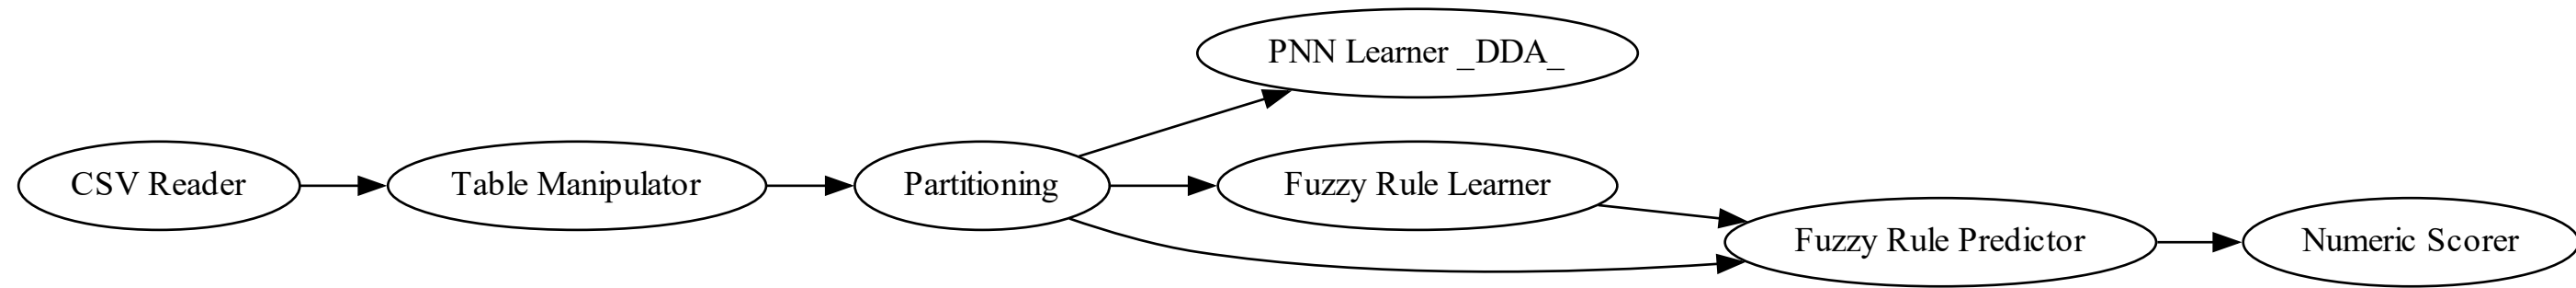 PNN Learner _DDA_
CSV Reader
Table Manipulator
Partitioning
Fuzzy Rule Learner
Fuzzy Rule Predictor
Numeric Scorer